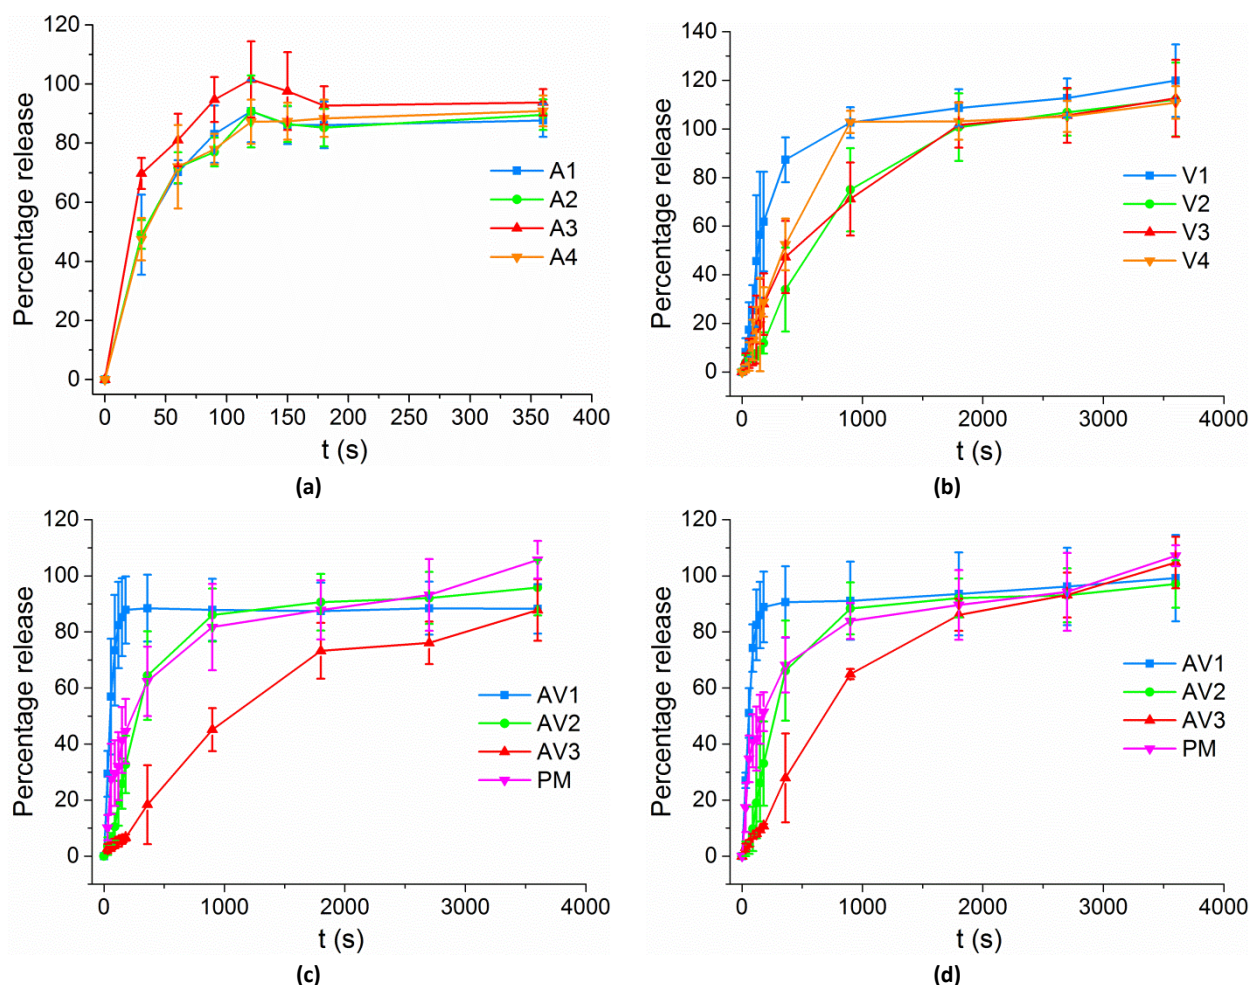 Percentage release
120
100
80
60
40
20
0
A1
A2
A3
A4
0 50 100 150 200 250 300 350 400
t (s)
(a)
Percentage release
140
120
100
80
60
40
20
0
V1
V2
V3
V4
0 1000 2000 3000 4000
t (s)
(b)
Percentage release
120
100
80
60
40
20
0
AV1
AV2
AV3
PM
0 1000 2000 3000 4000
t (s)
(c)
Percentage release
120
100
80
60
40
20
0
AV1
AV2
AV3
PM
0 1000 2000 3000 4000
t (s)
(d)